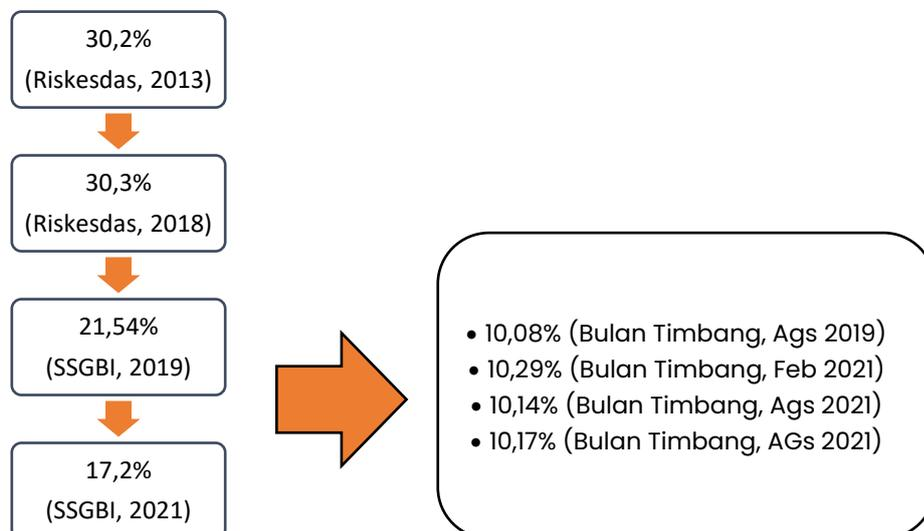 30,2%
(Riskesdas, 2013)
30,3%
(Riskesdas, 2018)
21,54%
(SSGBI, 2019)
17,2%
(SSGBI, 2021)
• 10,08% (Bulan Timbang, Ags 2019)
• 10,29% (Bulan Timbang, Feb 2021)
• 10,14% (Bulan Timbang, Ags 2021)
• 10,17% (Bulan Timbang, AGs 2021)